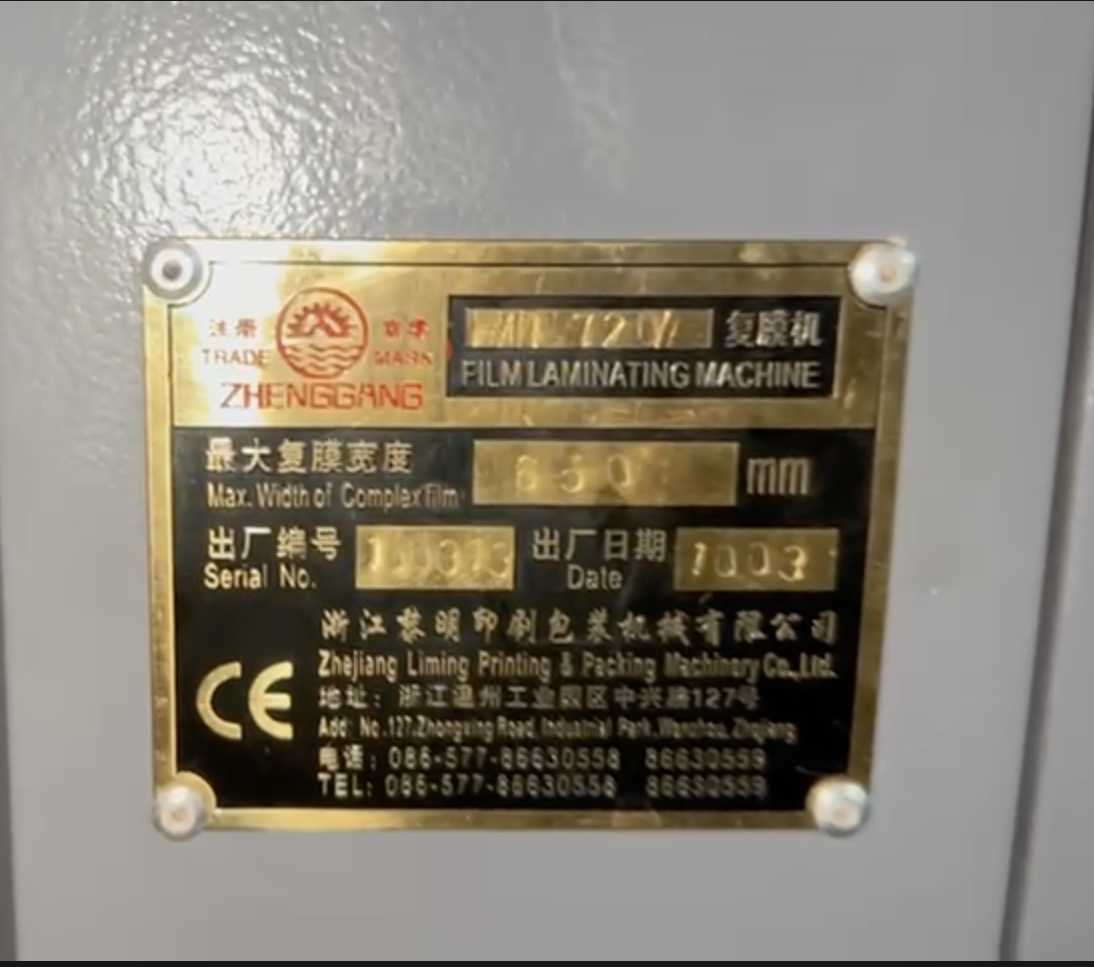 注册 商标
TRADE MARK
ZHENGGANG
复膜机
FILM LAMINATING MACHINE
最大复膜宽度 mm
Max. Width of Complex film
出厂编号 出厂日期 1003
Serial No. Date
浙江黎明印刷包装机械有限公司
Zhejiang Liming Printing & Packing Machinery Co.,Ltd.
CE
地址：浙江温州工业园区中兴路127号
Add: No.127,Zhongxing Road, Industrial Park, Wenzhou, Zhejiang
电话：086-577-86630558 86630559
TEL：086-577-86630558 86630559